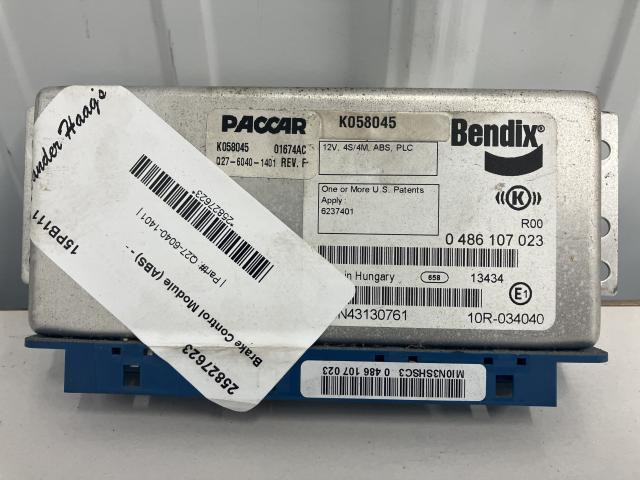 PACCAR
K058045 01674AC
Q27-6040-1401 REV. F
K058045
12V, 4S/4M, ABS, PLC
One or More U.S. Patents
Apply :
6237401
Bendix
K
R00
0 486 107 023
in Hungary 658 13434
N43130761
E1
10R-034040
MI0N3SHSC3 0 486 107 023
Haag's
15PB111
25827623
Brake Control Module (ABS) - -
| Part#: Q27-6040-1401 |
*25827623*